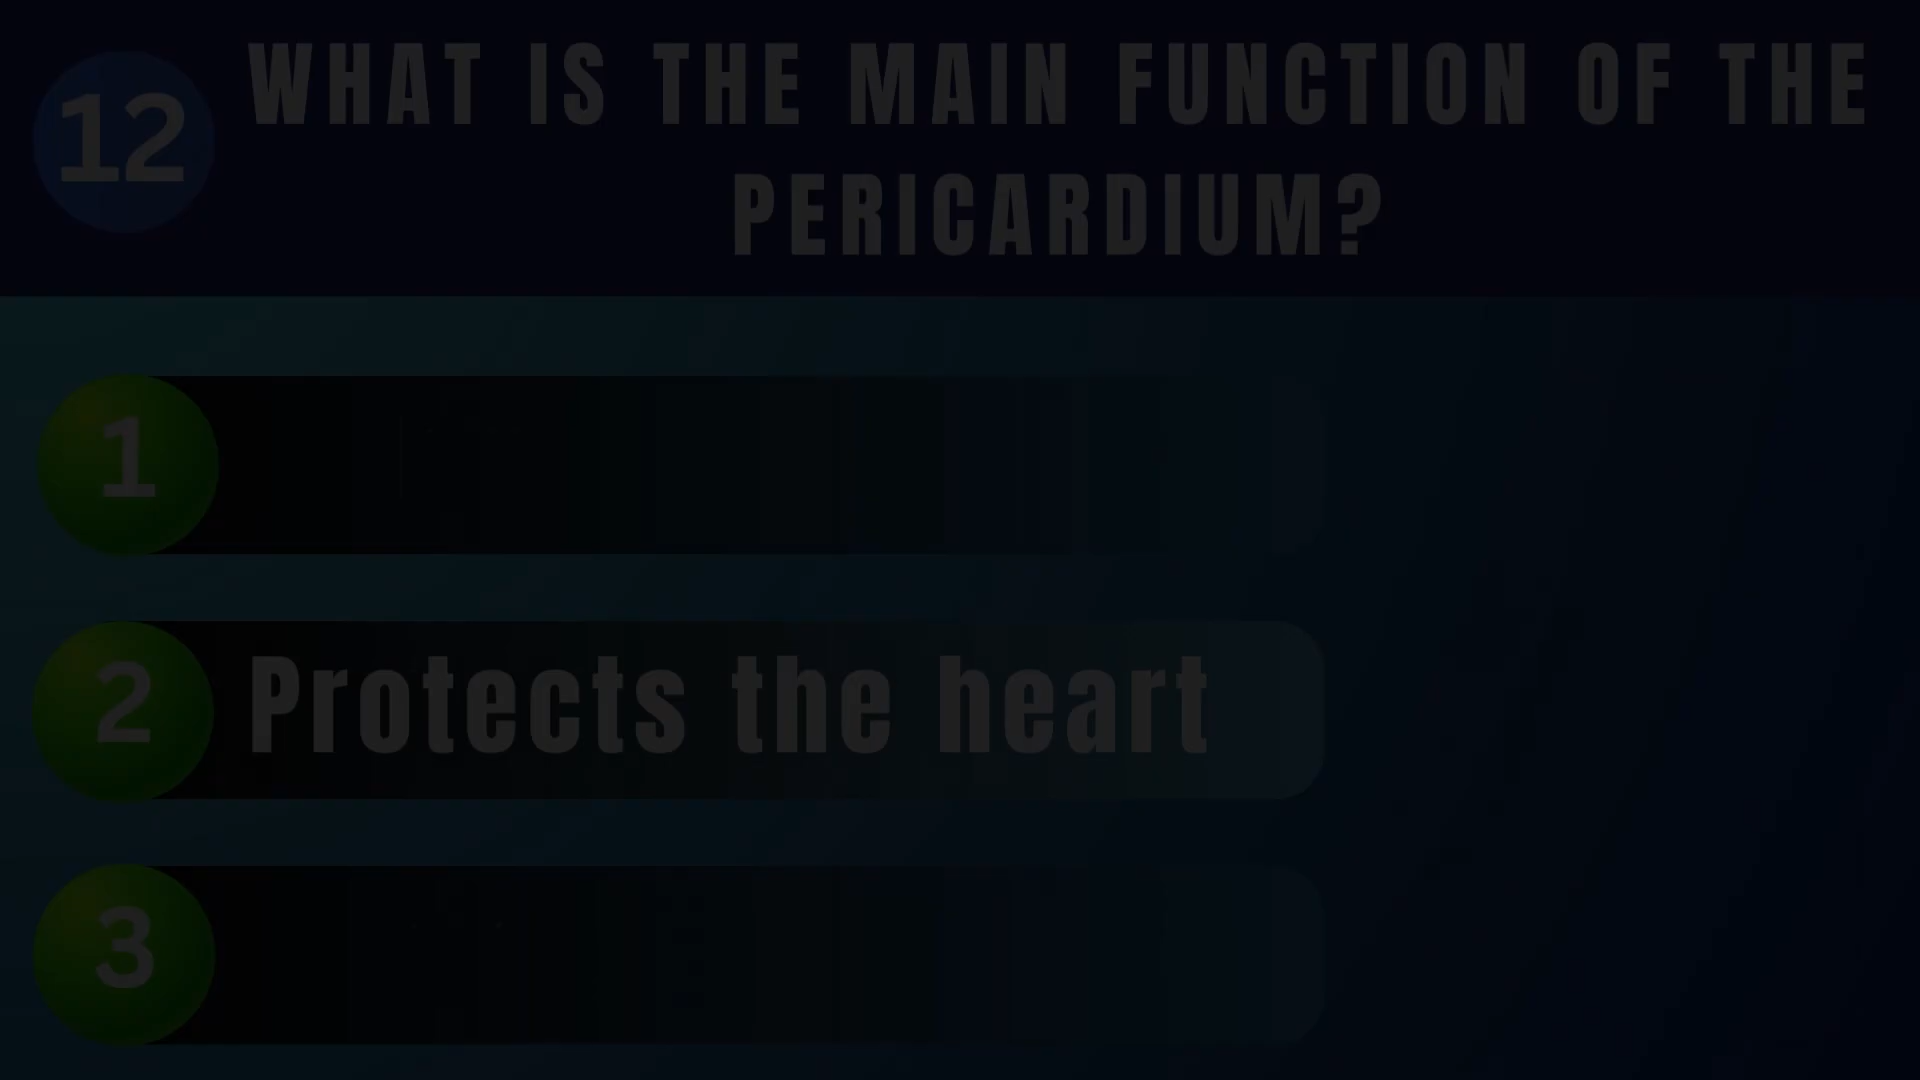 12
WHAT IS THE MAIN FUNCTION OF THE
PERICARDIUM?
1
2 Protects the heart
3